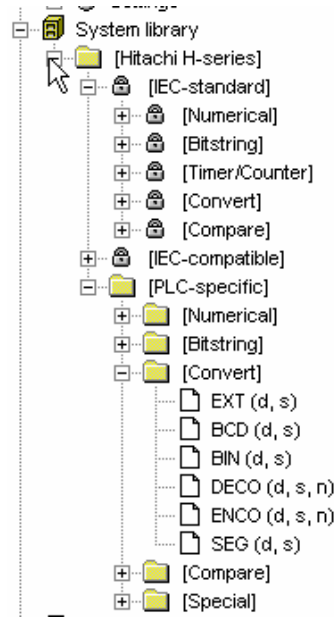 System library
[Hitachi H-series]
[IEC-standard]
[Numerical]
[Bitstring]
[Timer/Counter]
[Convert]
[Compare]
[IEC-compatible]
[PLC-specific]
[Numerical]
[Bitstring]
[Convert]
EXT (d, s)
BCD (d, s)
BIN (d, s)
DECO (d, s, n)
ENCO (d, s, n)
SEG (d, s)
[Compare]
[Special]